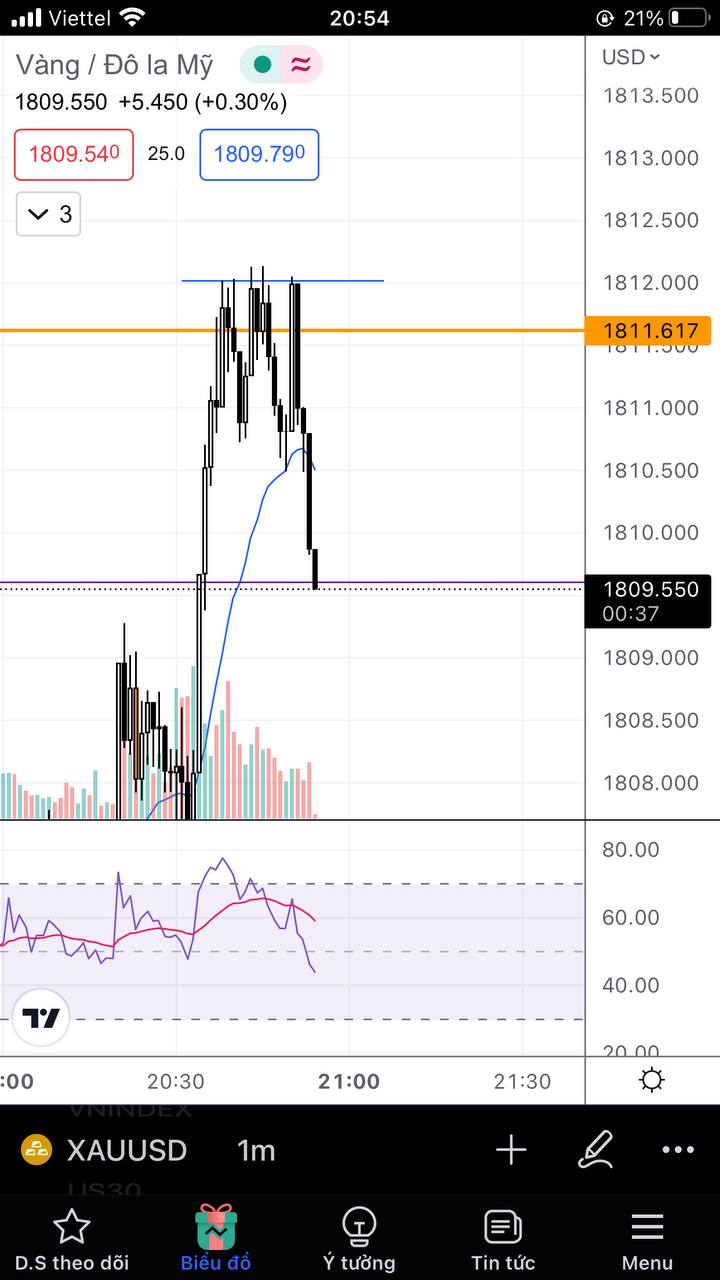 Viettel 20:54 21%
Vàng / Đô la Mỹ
USD
1809.550 +5.450 (+0.30%)
1809.540 25.0 1809.790
3
1813.500
1813.000
1812.500
1812.000
1811.617
1811.500
1811.000
1810.500
1810.000
1809.550
00:37
1809.000
1808.500
1808.000
80.00
60.00
40.00
20.00
:00 20:30 21:00 21:30
VNINDEX
XAUUSD 1m
US30
D.S theo dõi Biểu đồ Ý tưởng Tin tức Menu